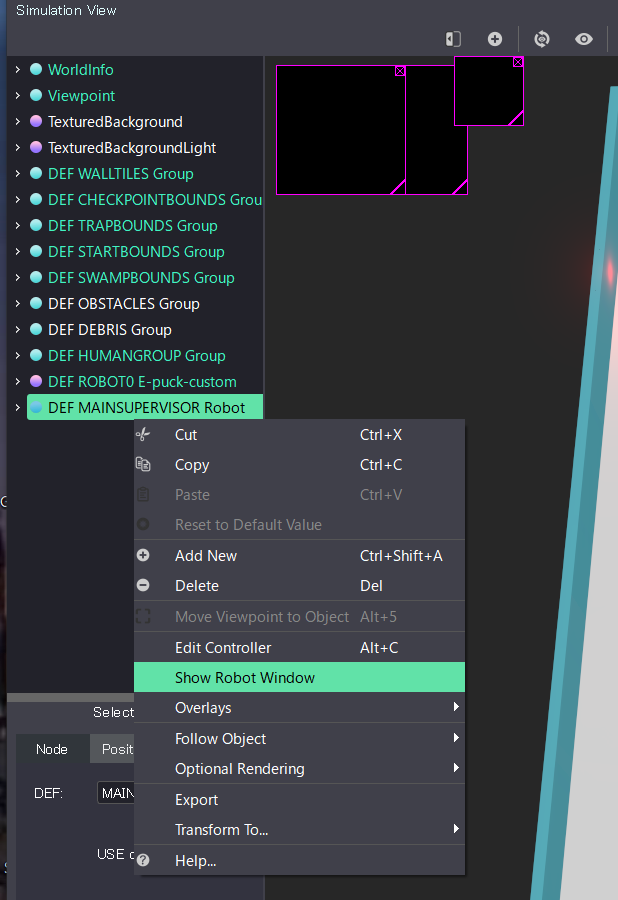 Simulation View
WorldInfo
Viewpoint
TexturedBackground
TexturedBackgroundLight
DEF WALLTILES Group
DEF CHECKPOINTBOUNDS Grou
DEF TRAPBOUNDS Group
DEF STARTBOUNDS Group
DEF SWAMPBOUNDS Group
DEF OBSTACLES Group
DEF DEBRIS Group
DEF HUMANGROUP Group
DEF ROBOT0 E-puck-custom
DEF MAINSUPERVISOR Robot
Cut Ctrl+X
Copy Ctrl+C
Paste Ctrl+V
Reset to Default Value
Add New Ctrl+Shift+A
Delete Del
Move Viewpoint to Object Alt+5
Edit Controller Alt+C
Show Robot Window
Overlays
Follow Object
Optional Rendering
Export
Transform To...
Help...
Select
Node Posit
DEF: MAIN
USE